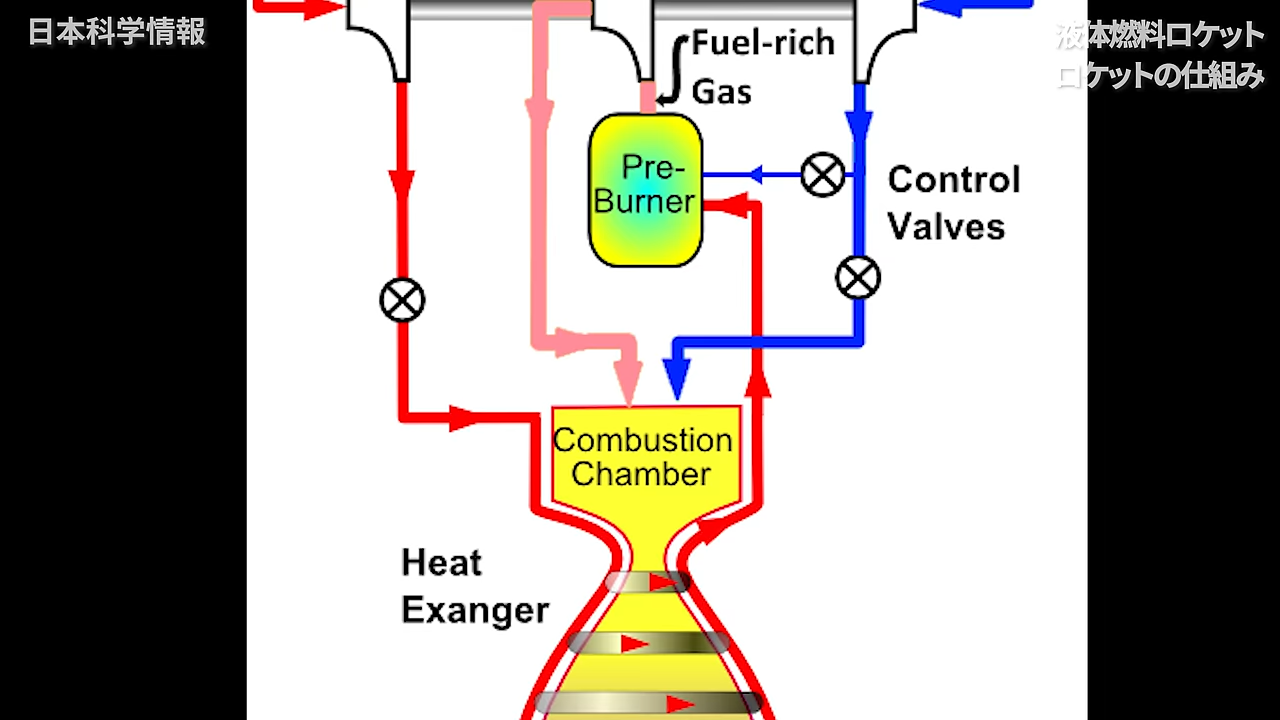 日本科学情報
液体燃料ロケット
ロケットの仕組み
Fuel-rich
Gas
Pre-
Burner
Control
Valves
Combustion
Chamber
Heat
Exanger